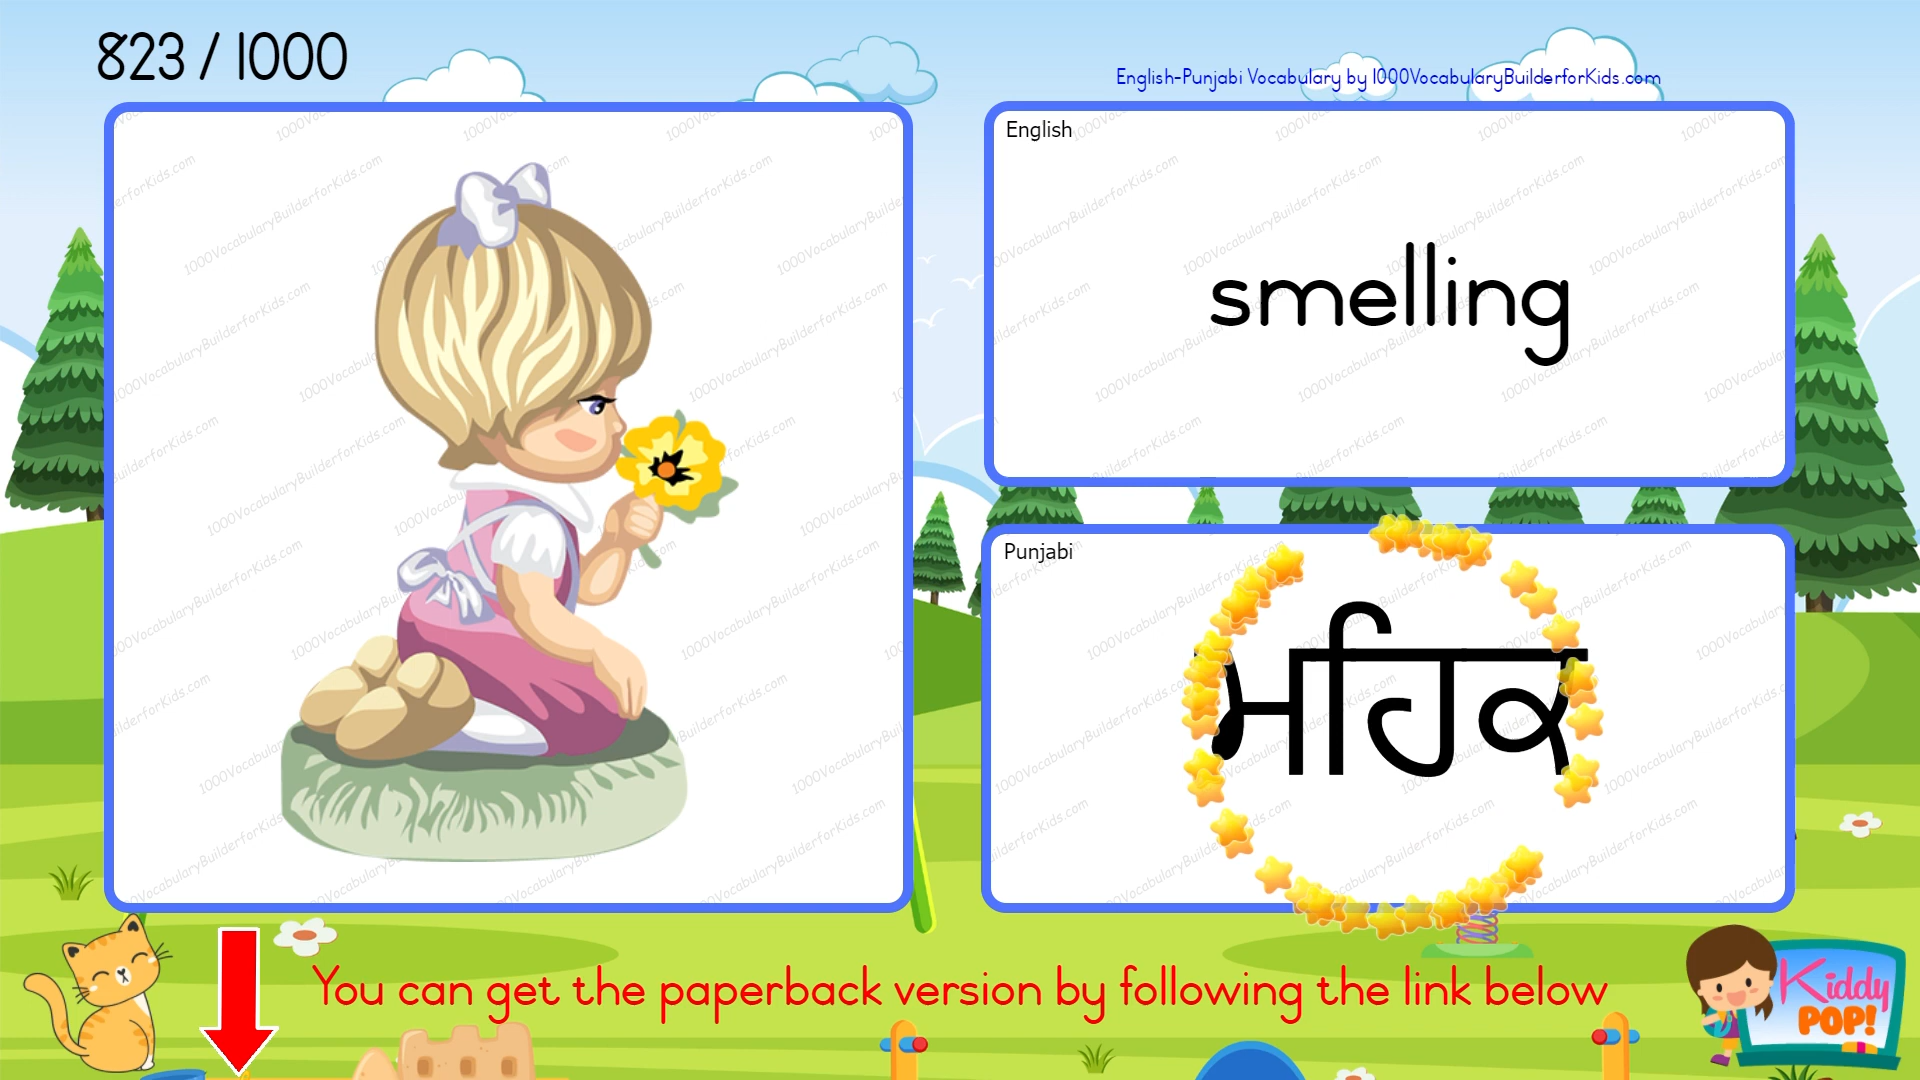 823 / 1000
English-Punjabi Vocabulary by 1000VocabularyBuilderforKids.com
English
smelling
Punjabi
ਮਹਿਕ
You can get the paperback version by following the link below
Kiddy
POP!